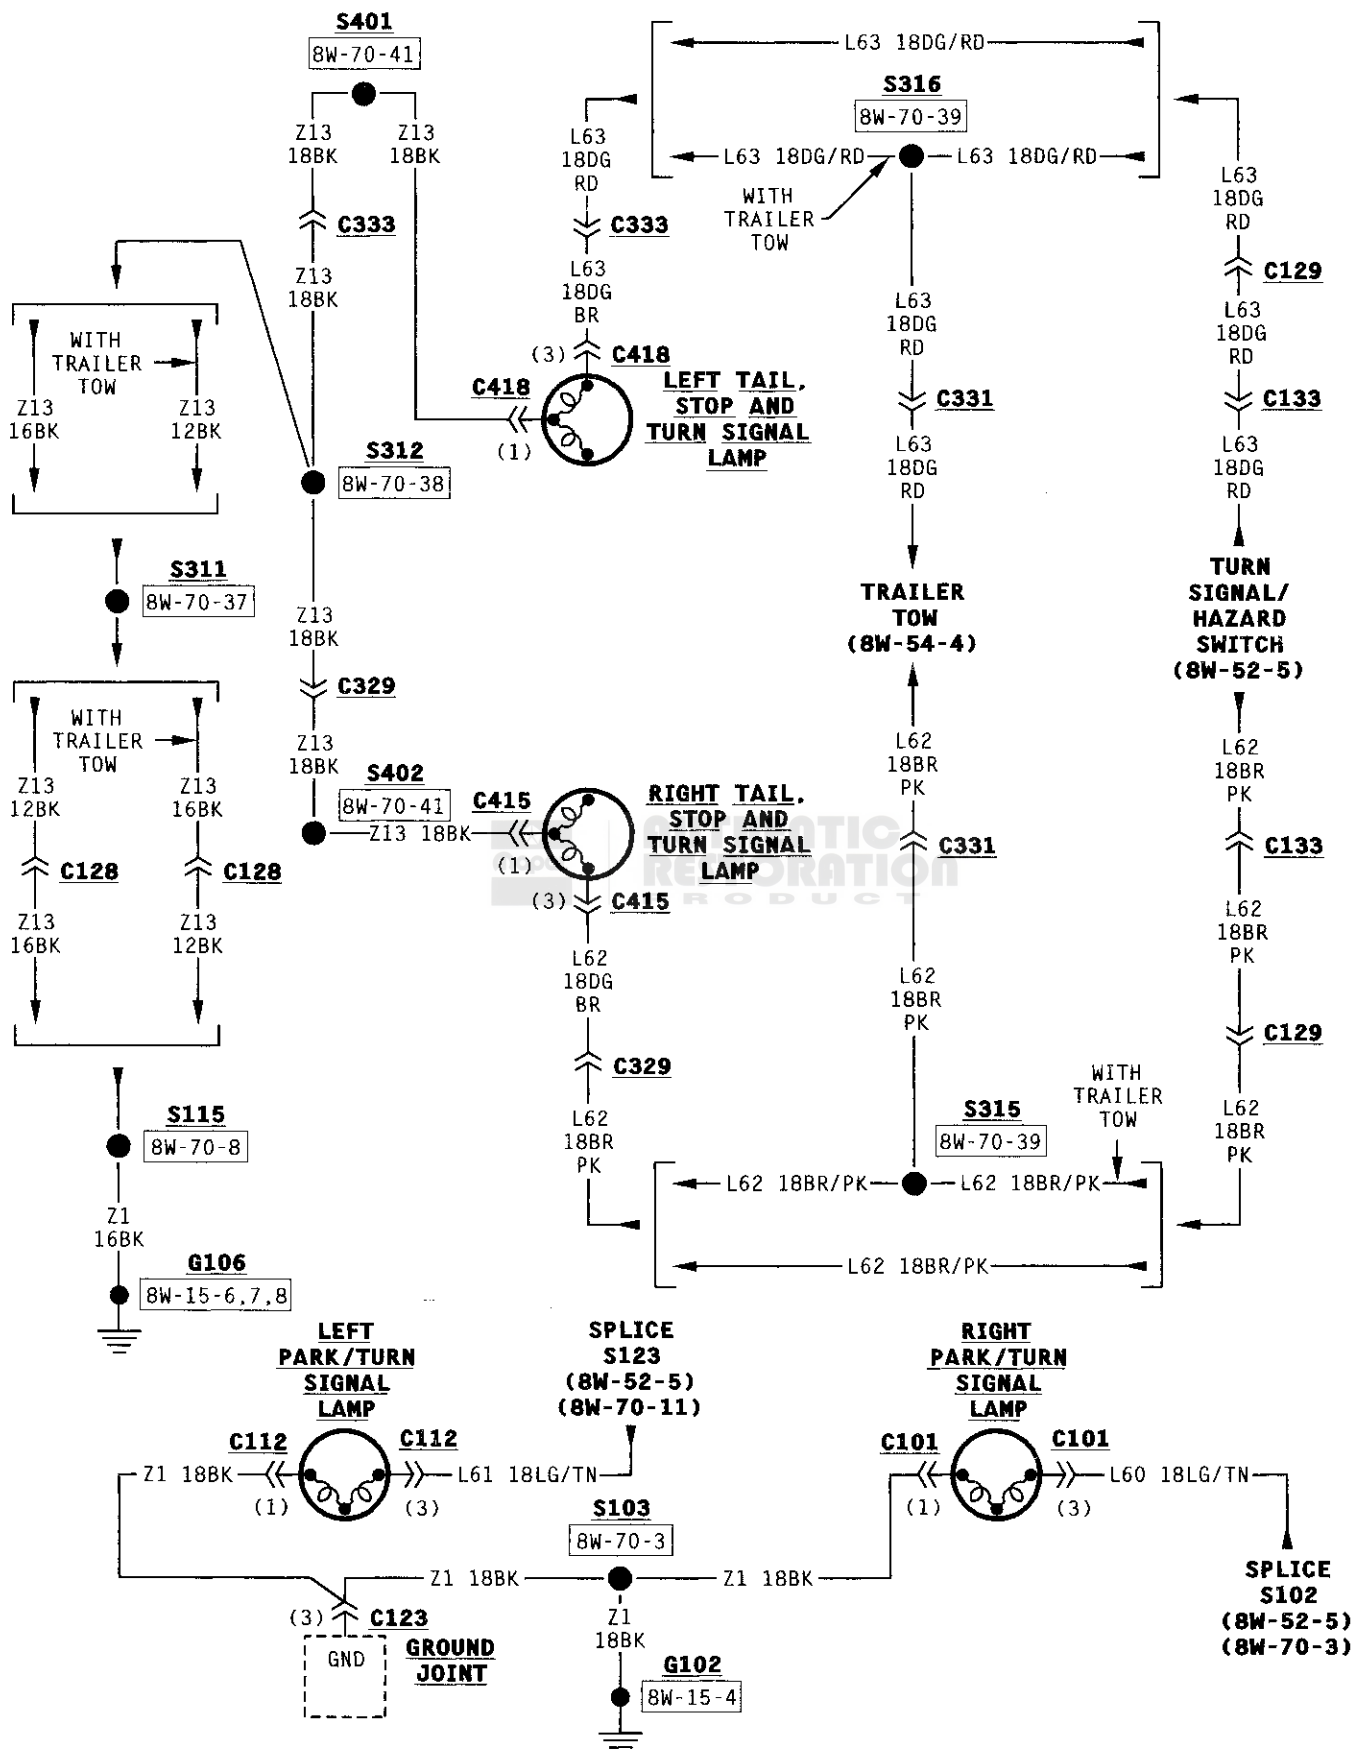 S401
8W-70-41
L63 18DG/RD
S316
8W-70-39
Z13
18BK
Z13
18BK
L63
18DG
RD
L63 18DG/RD
L63 18DG/RD
WITH
TRAILER
TOW
L63
18DG
RD
C333
C333
C129
Z13
18BK
L63
18DG
BR
L63
18DG
RD
L63
18DG
RD
WITH
TRAILER
TOW
(3)
C418
C418
LEFT TAIL,
STOP AND
TURN SIGNAL
LAMP
(1)
C331
C133
Z13
16BK
Z13
12BK
S312
8W-70-38
L63
18DG
RD
L63
18DG
RD
S311
8W-70-37
TRAILER
TOW
(8W-54-4)
TURN
SIGNAL/
HAZARD
SWITCH
(8W-52-5)
Z13
18BK
C329
WITH
TRAILER
TOW
Z13
18BK
L62
18BR
PK
L62
18BR
PK
Z13
12BK
Z13
16BK
S402
8W-70-41
C415
RIGHT TAIL,
STOP AND
TURN SIGNAL
LAMP
Z13 18BK
(1)
AUTHENTIC
RESTORATION
PRODUCT
C331
C133
C128
C128
(3)
C415
Z13
16BK
Z13
12BK
L62
18BR
PK
L62
18DG
BR
L62
18BR
PK
C129
C329
WITH
TRAILER
TOW
S115
8W-70-8
L62
18BR
PK
S315
8W-70-39
L62
18BR
PK
L62 18BR/PK
L62 18BR/PK
Z1
16BK
G106
8W-15-6,7,8
L62 18BR/PK
LEFT
PARK/TURN
SIGNAL
LAMP
SPLICE
S123
(8W-52-5)
(8W-70-11)
RIGHT
PARK/TURN
SIGNAL
LAMP
C112
C112
C101
C101
Z1 18BK
L61 18LG/TN
L60 18LG/TN
(1)
(3)
(1)
(3)
S103
8W-70-3
Z1 18BK
Z1 18BK
SPLICE
S102
(8W-52-5)
(8W-70-3)
(3)
C123
Z1
18BK
GND
GROUND
JOINT
G102
8W-15-4